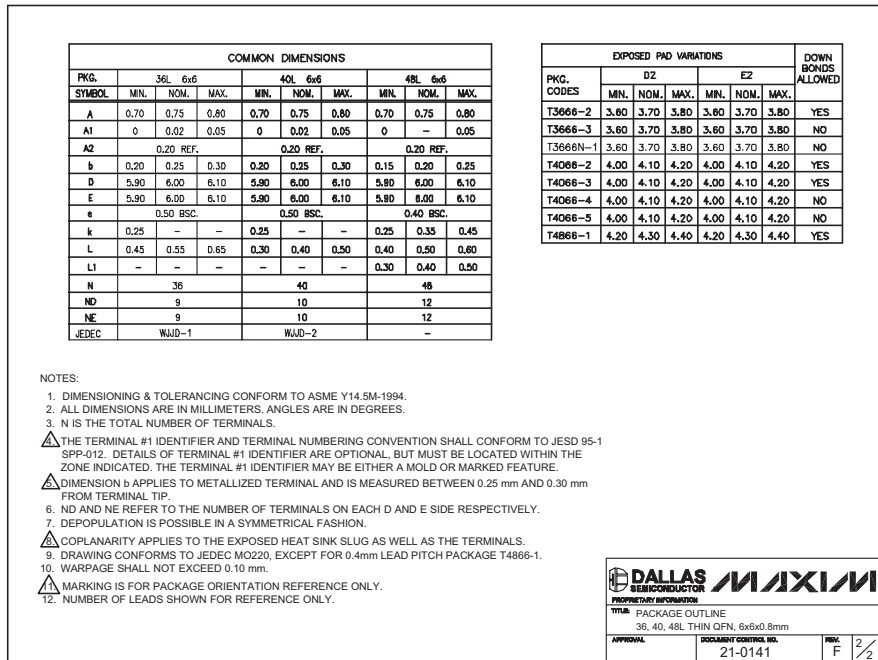 COMMON DIMENSIONS
PKG. 36L 6x6 40L 6x6 48L 6x6
SYMBOL MIN. NOM. MAX. MIN. NOM. MAX. MIN. NOM. MAX.
A 0.70 0.75 0.80 0.70 0.75 0.80 0.70 0.75 0.80
A1 0 0.02 0.05 0 0.02 0.05 0 – 0.05
A2 0.20 REF. 0.20 REF. 0.20 REF.
b 0.20 0.25 0.30 0.20 0.25 0.30 0.15 0.20 0.25
D 5.90 6.00 6.10 5.90 6.00 6.10 5.90 6.00 6.10
E 5.90 6.00 6.10 5.90 6.00 6.10 5.90 6.00 6.10
e 0.50 BSC. 0.50 BSC. 0.40 BSC.
k 0.25 – – 0.25 – – 0.25 0.35 0.45
L 0.45 0.55 0.65 0.30 0.40 0.50 0.40 0.50 0.60
L1 – – – – – – 0.30 0.40 0.50
N 36 40 48
ND 9 10 12
NE 9 10 12
JEDEC WJJD-1 WJJD-2 –
EXPOSED PAD VARIATIONS DOWN BONDS ALLOWED
PKG. CODES D2 E2
MIN. NOM. MAX. MIN. NOM. MAX.
T3666-2 3.60 3.70 3.80 3.60 3.70 3.80 YES
T3666-3 3.60 3.70 3.80 3.60 3.70 3.80 NO
T3666N-1 3.60 3.70 3.80 3.60 3.70 3.80 NO
T4066-2 4.00 4.10 4.20 4.00 4.10 4.20 YES
T4066-3 4.00 4.10 4.20 4.00 4.10 4.20 YES
T4066-4 4.00 4.10 4.20 4.00 4.10 4.20 NO
T4066-5 4.00 4.10 4.20 4.00 4.10 4.20 NO
T4866-1 4.20 4.30 4.40 4.20 4.30 4.40 YES
NOTES:
1. DIMENSIONING & TOLERANCING CONFORM TO ASME Y14.5M-1994.
2. ALL DIMENSIONS ARE IN MILLIMETERS. ANGLES ARE IN DEGREES.
3. N IS THE TOTAL NUMBER OF TERMINALS.
4. THE TERMINAL #1 IDENTIFIER AND TERMINAL NUMBERING CONVENTION SHALL CONFORM TO JESD 95-1
SPP-012. DETAILS OF TERMINAL #1 IDENTIFIER ARE OPTIONAL, BUT MUST BE LOCATED WITHIN THE
ZONE INDICATED. THE TERMINAL #1 IDENTIFIER MAY BE EITHER A MOLD OR MARKED FEATURE.
5. DIMENSION b APPLIES TO METALLIZED TERMINAL AND IS MEASURED BETWEEN 0.25 mm AND 0.30 mm
FROM TERMINAL TIP.
6. ND AND NE REFER TO THE NUMBER OF TERMINALS ON EACH D AND E SIDE RESPECTIVELY.
7. DEPOPULATION IS POSSIBLE IN A SYMMETRICAL FASHION.
8. COPLANARITY APPLIES TO THE EXPOSED HEAT SINK SLUG AS WELL AS THE TERMINALS.
9. DRAWING CONFORMS TO JEDEC MO220, EXCEPT FOR 0.4mm LEAD PITCH PACKAGE T4866-1.
10. WARPAGE SHALL NOT EXCEED 0.10 mm.
11. MARKING IS FOR PACKAGE ORIENTATION REFERENCE ONLY.
12. NUMBER OF LEADS SHOWN FOR REFERENCE ONLY.
DALLAS SEMICONDUCTOR MAXIM
PROPRIETARY INFORMATION
TITLE: PACKAGE OUTLINE
36, 40, 48L THIN QFN, 6x6x0.8mm
APPROVAL DOCUMENT CONTROL NO. REV.
21-0141 F 2/2